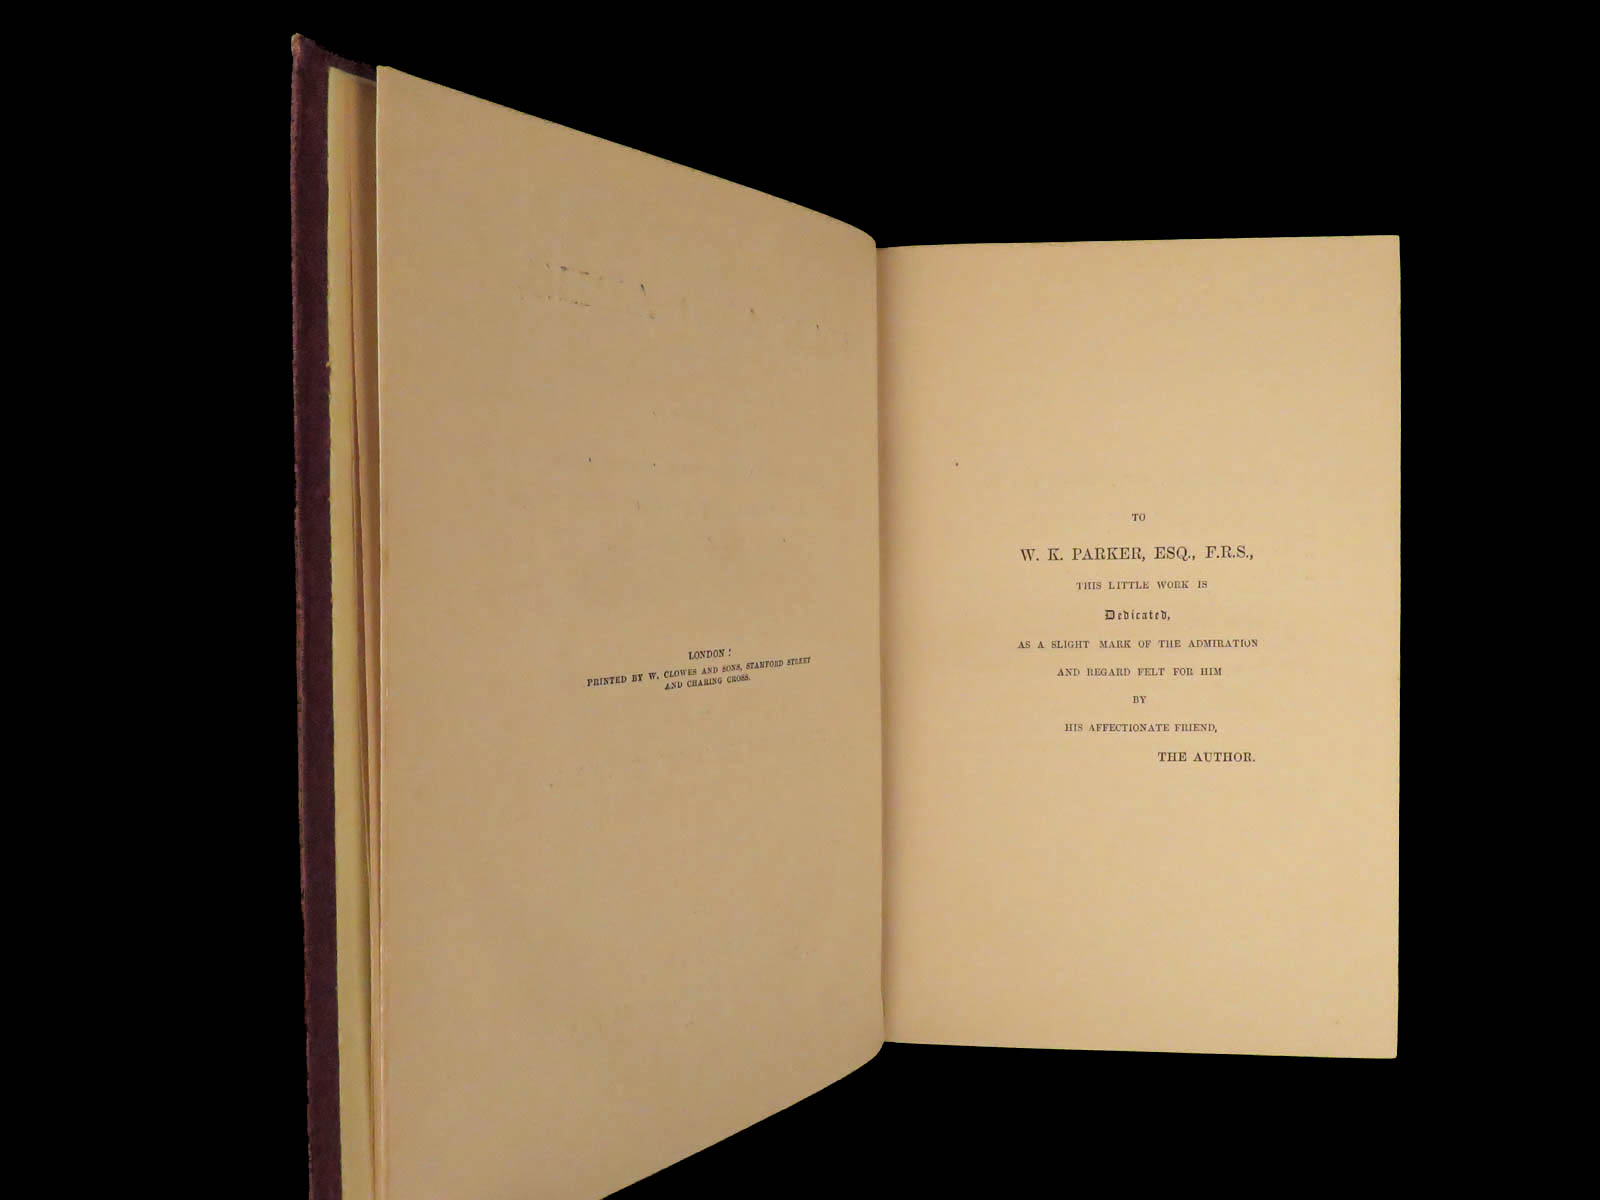 LONDON:
PRINTED BY W. CLOWES AND SONS, STAMFORD STREET
AND CHARING CROSS.
TO
W. K. PARKER, ESQ., F.R.S.,
THIS LITTLE WORK IS
Dedicated,
AS A SLIGHT MARK OF THE ADMIRATION
AND REGARD FELT FOR HIM
BY
HIS AFFECTIONATE FRIEND,
THE AUTHOR.